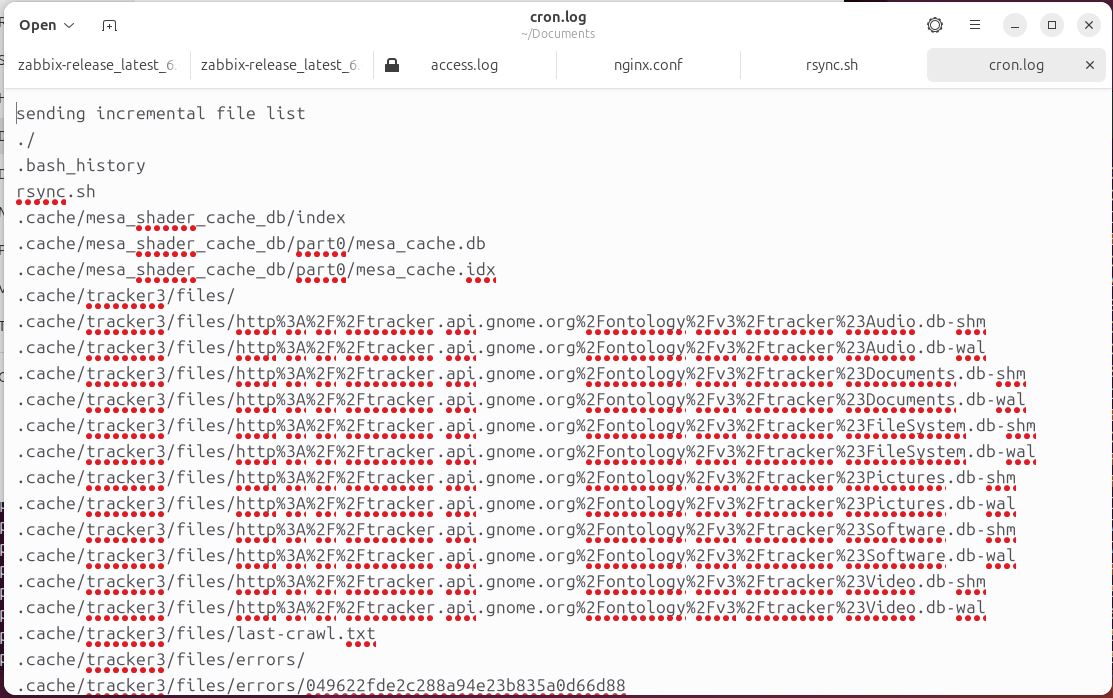 Open
cron.log
~/Documents
zabbix-release_latest_6.
zabbix-release_latest_6.
access.log
nginx.conf
rsync.sh
cron.log
sending incremental file list
./
.bash_history
rsync.sh
.cache/mesa_shader_cache_db/index
.cache/mesa_shader_cache_db/part0/mesa_cache.db
.cache/mesa_shader_cache_db/part0/mesa_cache.idx
.cache/tracker3/files/
.cache/tracker3/files/http%3A%2F%2Ftracker.api.gnome.org%2Fontology%2Fv3%2Ftracker%23Audio.db-shm
.cache/tracker3/files/http%3A%2F%2Ftracker.api.gnome.org%2Fontology%2Fv3%2Ftracker%23Audio.db-wal
.cache/tracker3/files/http%3A%2F%2Ftracker.api.gnome.org%2Fontology%2Fv3%2Ftracker%23Documents.db-shm
.cache/tracker3/files/http%3A%2F%2Ftracker.api.gnome.org%2Fontology%2Fv3%2Ftracker%23Documents.db-wal
.cache/tracker3/files/http%3A%2F%2Ftracker.api.gnome.org%2Fontology%2Fv3%2Ftracker%23FileSystem.db-shm
.cache/tracker3/files/http%3A%2F%2Ftracker.api.gnome.org%2Fontology%2Fv3%2Ftracker%23FileSystem.db-wal
.cache/tracker3/files/http%3A%2F%2Ftracker.api.gnome.org%2Fontology%2Fv3%2Ftracker%23Pictures.db-shm
.cache/tracker3/files/http%3A%2F%2Ftracker.api.gnome.org%2Fontology%2Fv3%2Ftracker%23Pictures.db-wal
.cache/tracker3/files/http%3A%2F%2Ftracker.api.gnome.org%2Fontology%2Fv3%2Ftracker%23Software.db-shm
.cache/tracker3/files/http%3A%2F%2Ftracker.api.gnome.org%2Fontology%2Fv3%2Ftracker%23Software.db-wal
.cache/tracker3/files/http%3A%2F%2Ftracker.api.gnome.org%2Fontology%2Fv3%2Ftracker%23Video.db-shm
.cache/tracker3/files/http%3A%2F%2Ftracker.api.gnome.org%2Fontology%2Fv3%2Ftracker%23Video.db-wal
.cache/tracker3/files/last-crawl.txt
.cache/tracker3/files/errors/
.cache/tracker3/files/errors/049622fde2c288a94e23b835a0d66d88